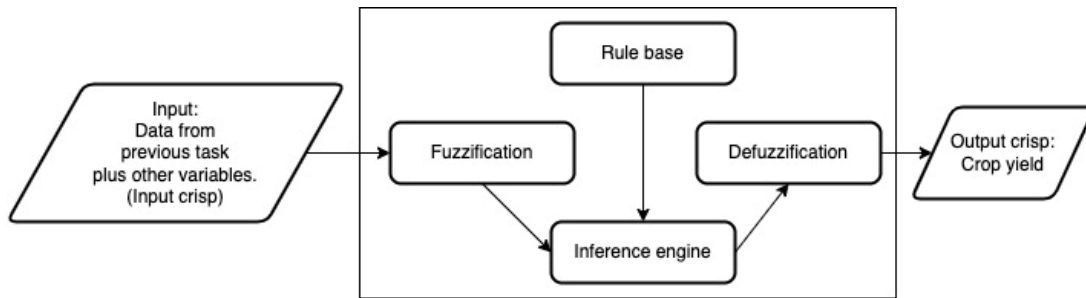 Input:
Data from
previous task
plus other variables.
(Input crisp)
Rule base
Fuzzification
Defuzzification
Inference engine
Output crisp:
Crop yield